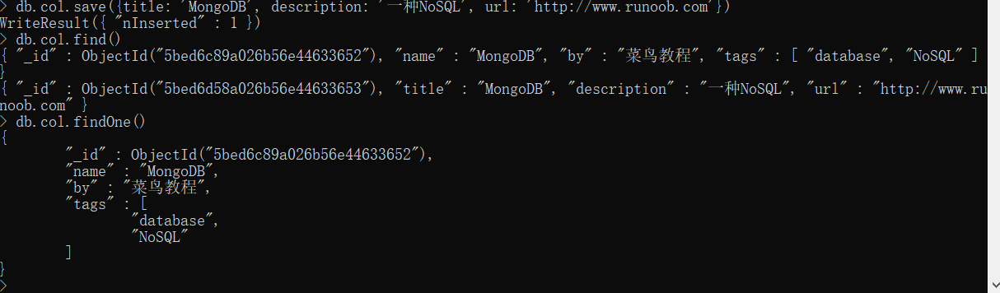 > db.col.save({title: 'MongoDB', description: '一种NoSQL', url: 'http://www.runoob.com'})
WriteResult({ "nInserted" : 1 })
> db.col.find()
{ "_id" : ObjectId("5bed6c89a026b56e44633652"), "name" : "MongoDB", "by" : "菜鸟教程", "tags" : [ "database", "NoSQL" ]
}
{ "_id" : ObjectId("5bed6d58a026b56e44633653"), "title" : "MongoDB", "description" : "一种NoSQL", "url" : "http://www.ru
noob.com" }
> db.col.findOne()
{
        "_id" : ObjectId("5bed6c89a026b56e44633652"),
        "name" : "MongoDB",
        "by" : "菜鸟教程",
        "tags" : [
                "database",
                "NoSQL"
        ]
}
>